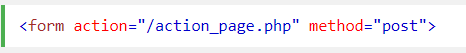 <form action="/action_page.php" method="post">